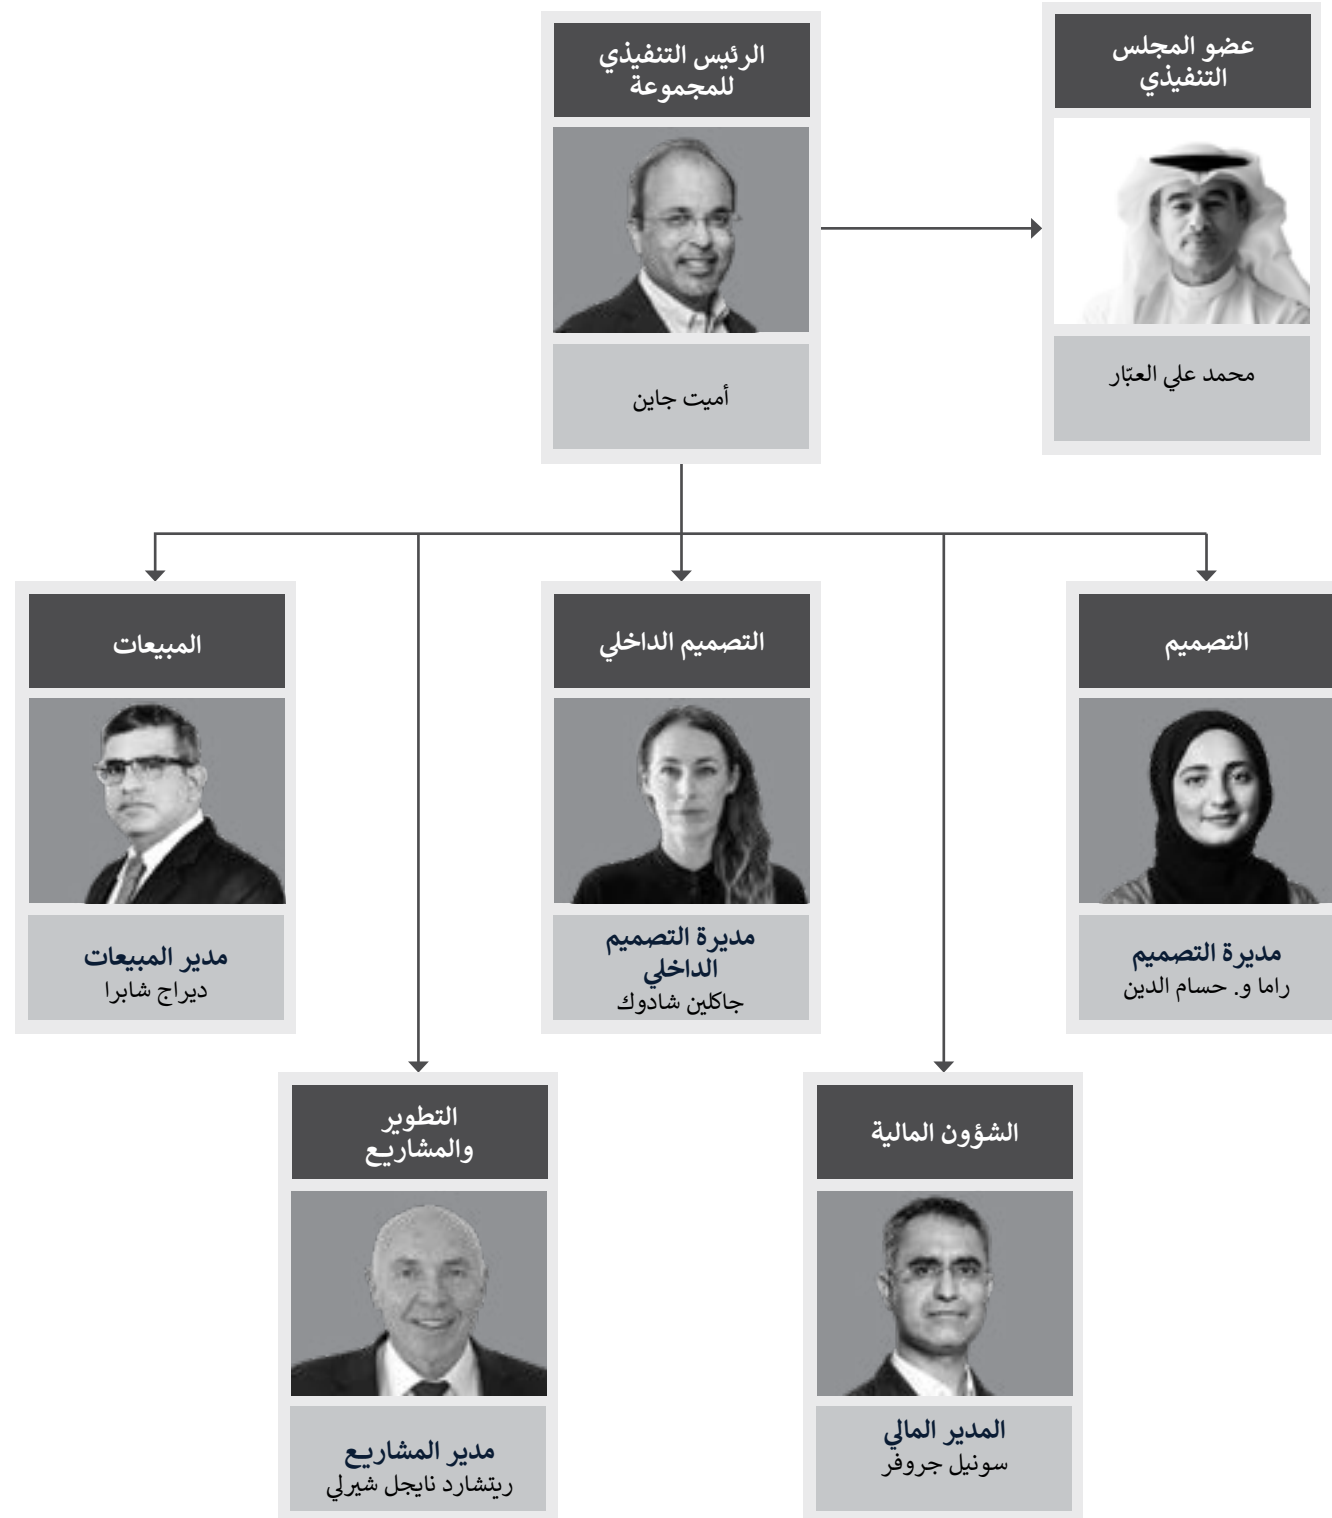 عضو المجلس
التنفيذي
محمد علي العبّار
الرئيس التنفيذي
للمجموعة
أميت جاين
التصميم
مديرة التصميم
راما و. حسام الدين
التصميم الداخلي
مديرة التصميم
الداخلي
جاكلين شادوك
المبيعات
مدير المبيعات
ديراج شابرا
الشؤون المالية
المدير المالي
سونيل جروفر
التطوير
والمشاريع
مدير المشاريع
ريتشارد نايجل شيرلي